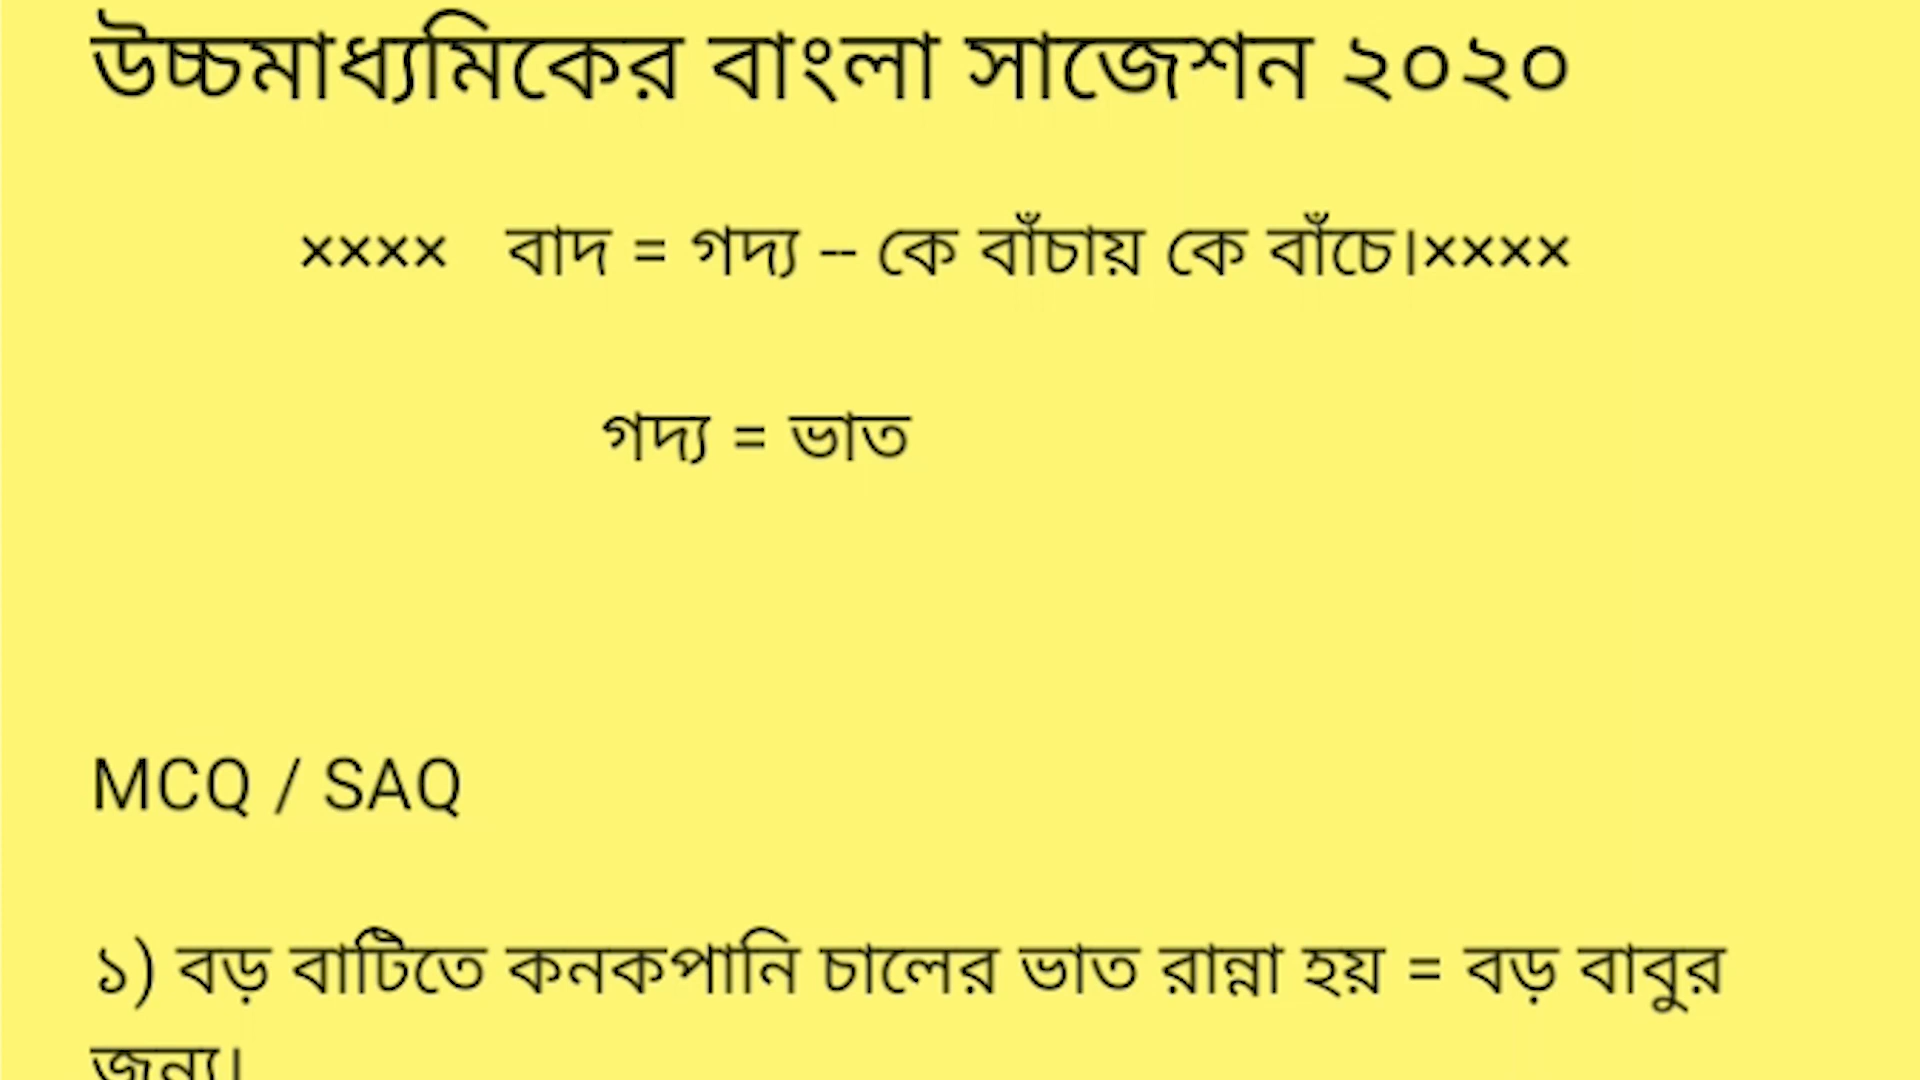 উচ্চমাধ্যমিকের বাংলা সাজেশন ২০২০
×××× বাদ = গদ্য -- কে বাঁচায় কে বাঁচে।××××
গদ্য = ভাত
MCQ / SAQ
১) বড় বাটিতে কনকপানি চালের ভাত রান্না হয় = বড় বাবুর
জন্য।